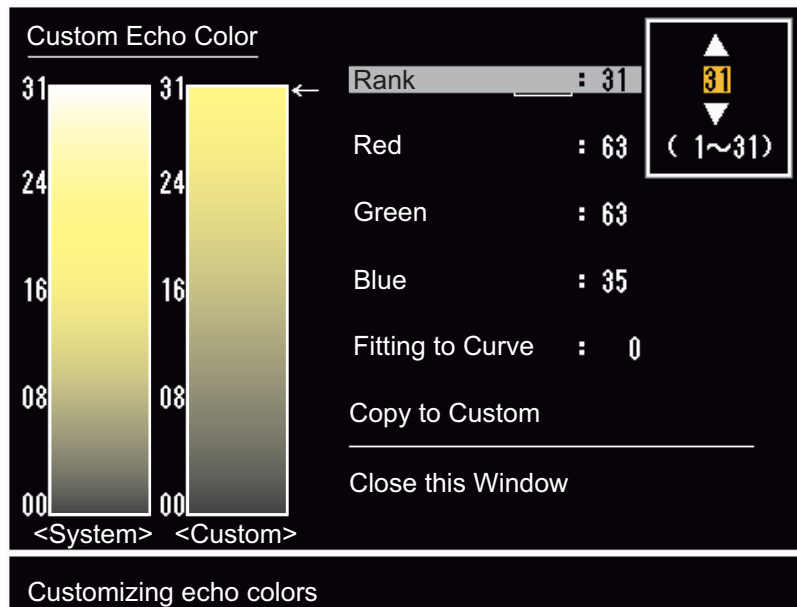 Custom Echo Color
31
24
16
08
00
<System>
31
24
16
08
00
<Custom>
←
Rank : 31
Red : 63
Green : 63
Blue : 35
Fitting to Curve : 0
Copy to Custom
Close this Window
▲
31
▼
( 1～31)
Customizing echo colors